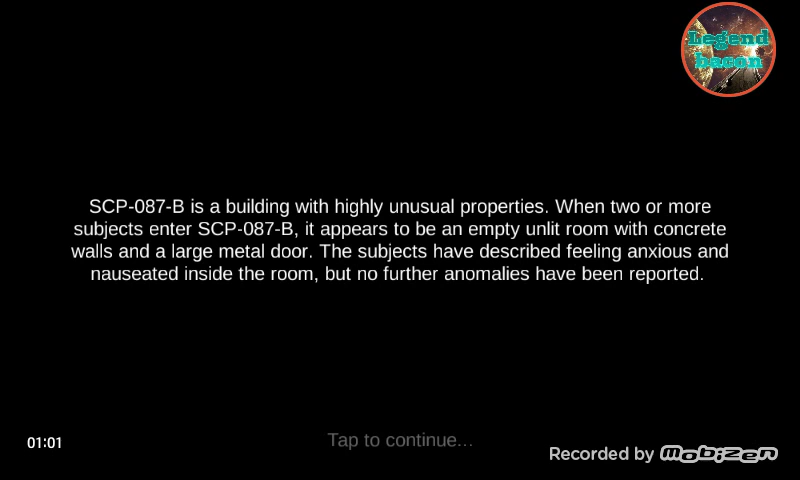 Legend
bacon
SCP-087-B is a building with highly unusual properties. When two or more
subjects enter SCP-087-B, it appears to be an empty unlit room with concrete
walls and a large metal door. The subjects have described feeling anxious and
nauseated inside the room, but no further anomalies have been reported.
Tap to continue...
01:01
Recorded by Mobizen